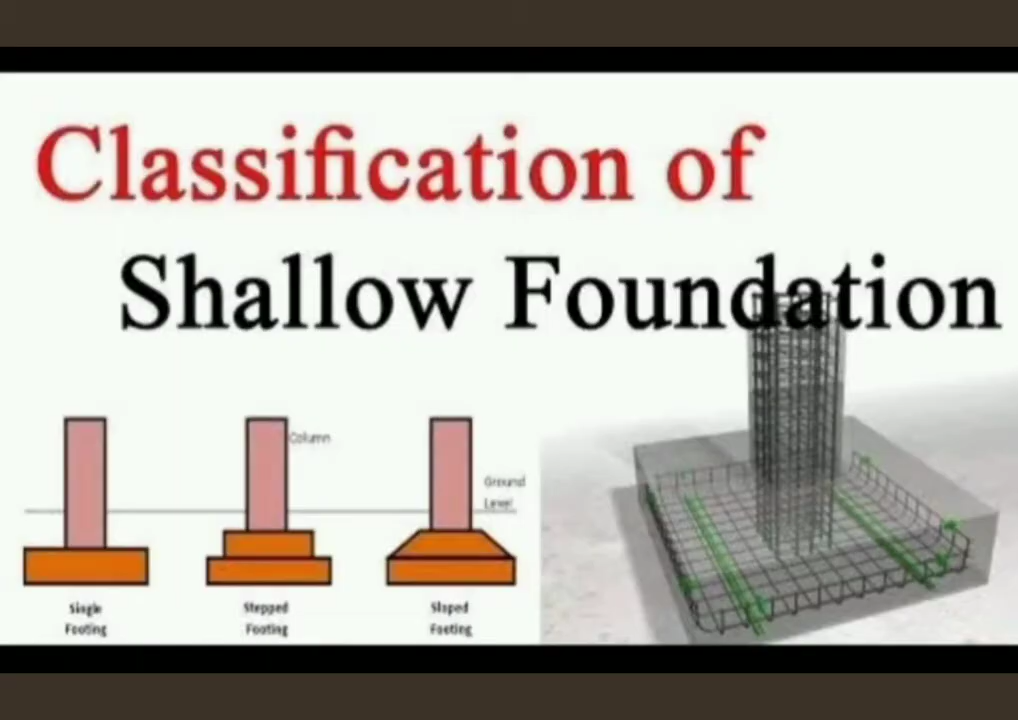 Classification of
Shallow Foundation
Column
Ground
Level
Single
Footing
Stepped
Footing
Sloped
Footing